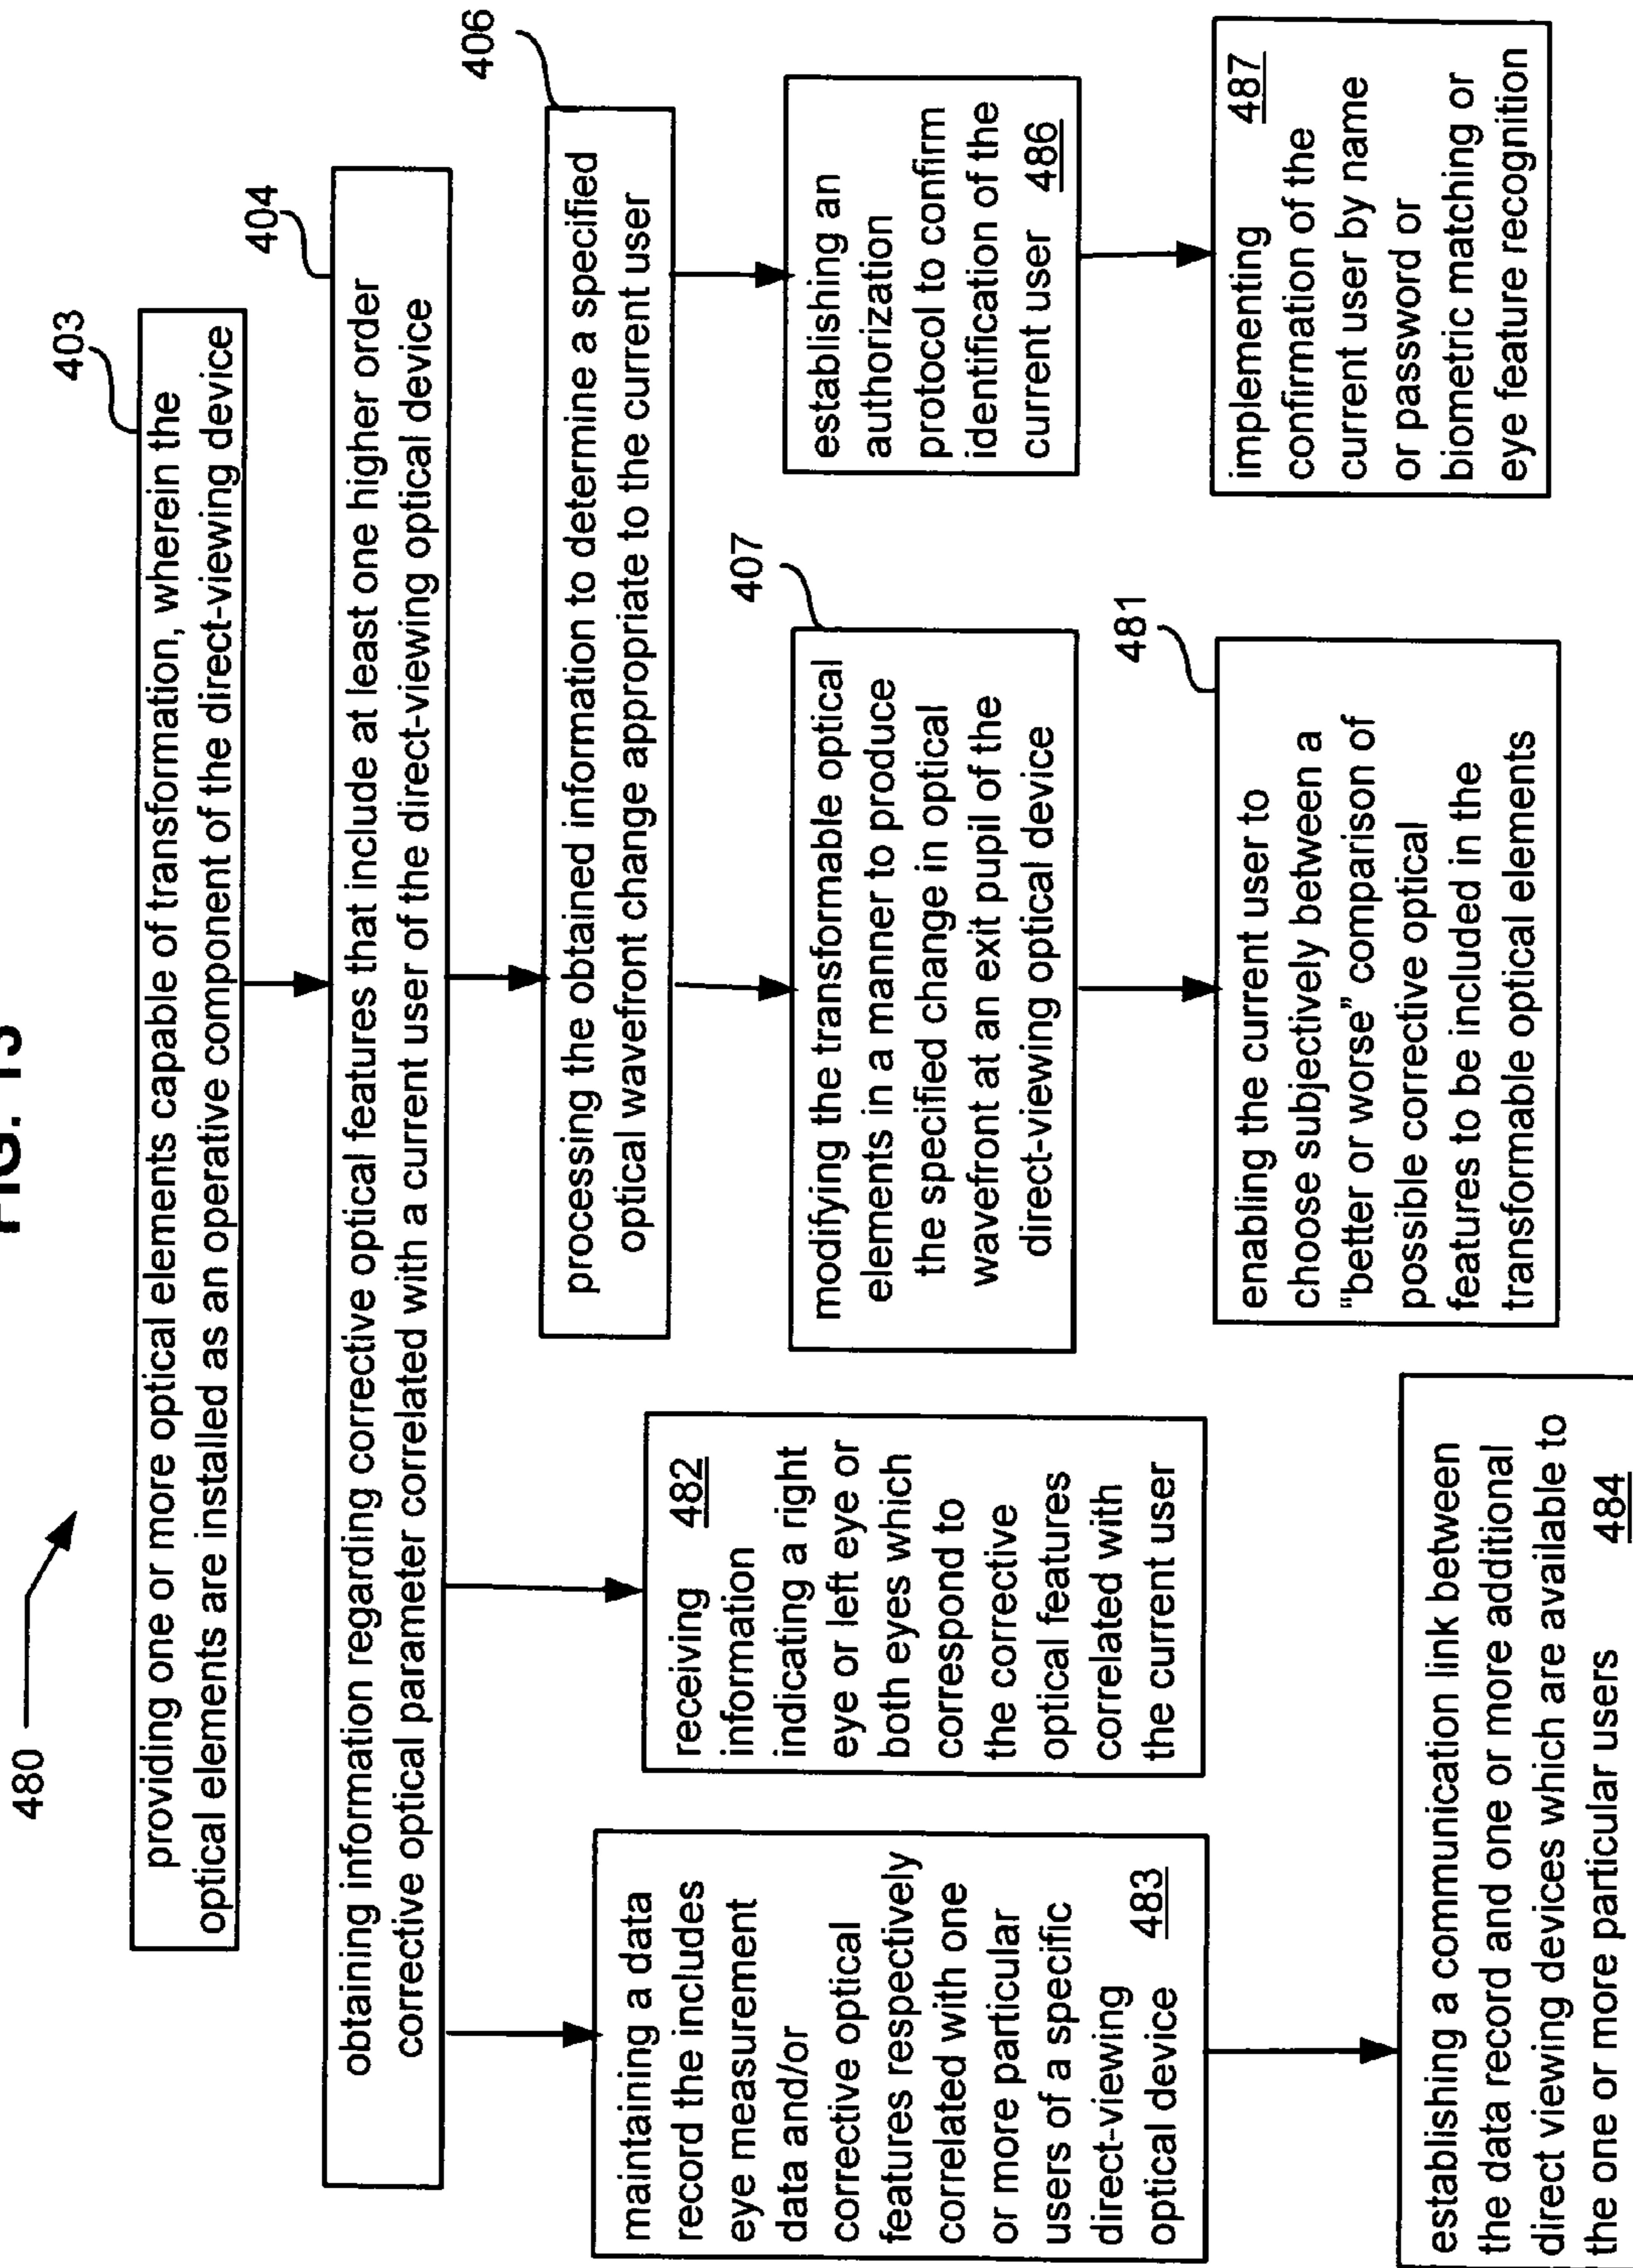 FIG. 13
480
403
providing one or more optical elements capable of transformation, wherein the
optical elements are installed as an operative component of the direct-viewing device
404
obtaining information regarding corrective optical features that include at least one higher order
corrective optical parameter correlated with a current user of the direct-viewing optical device
406
processing the obtained information to determine a specified
optical wavefront change appropriate to the current user
maintaining a data
record the includes
eye measurement
data and/or
corrective optical
features respectively
correlated with one
or more particular
users of a specific
direct-viewing
optical device 483
receiving 482
information
indicating a right
eye or left eye or
both eyes which
correspond to
the corrective
optical features
correlated with
the current user
407
modifying the transformable optical
elements in a manner to produce
the specified change in optical
wavefront at an exit pupil of the
direct-viewing optical device
establishing an
authorization
protocol to confirm
identification of the
current user 486
481
enabling the current user to
choose subjectively between a
“better or worse” comparison of
possible corrective optical
features to be included in the
transformable optical elements
implementing 487
confirmation of the
current user by name
or password or
biometric matching or
eye feature recognition
establishing a communication link between
the data record and one or more additional
direct viewing devices which are available to
the one or more particular users 484